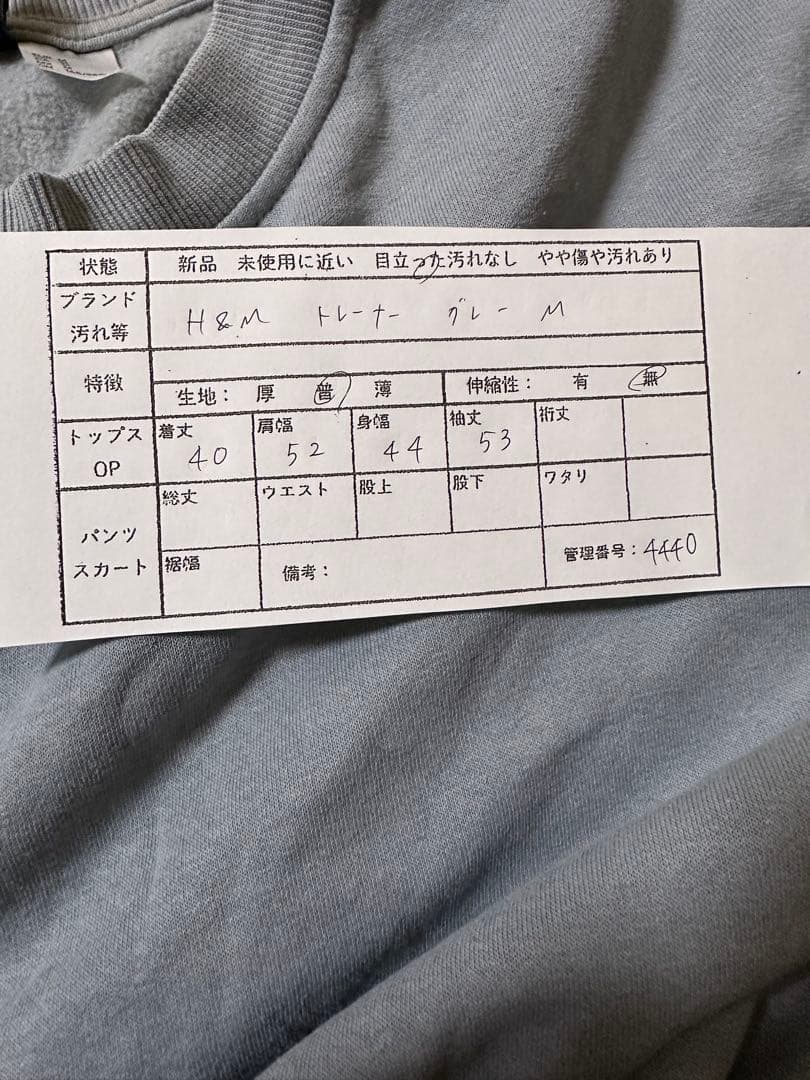 状態 新品 未使用に近い 目立った汚れなし やや傷や汚れあり
ブランド
汚れ等 H&M トレーナー グレー M
特徴
生地： 厚 普 薄 伸縮性： 有 無
トップス
OP
着丈 肩幅 身幅 袖丈 裄丈
40 52 44 53
パンツ
スカート
総丈 ウエスト 股上 股下 ワタリ
裾幅 備考： 管理番号：4440